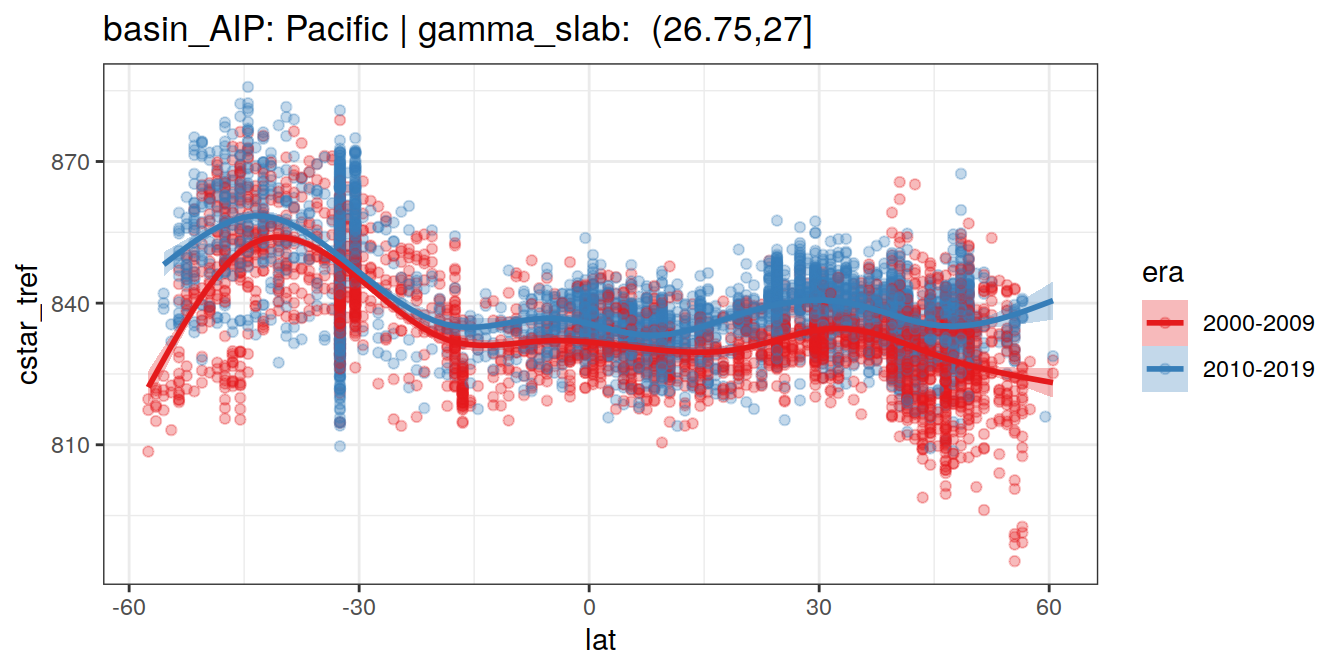 basin_AIP: Pacific | gamma_slab:  (26.75,27]
cstar_tref
870
840
810
-60
-30
0
30
60
lat
era
2000-2009
2010-2019